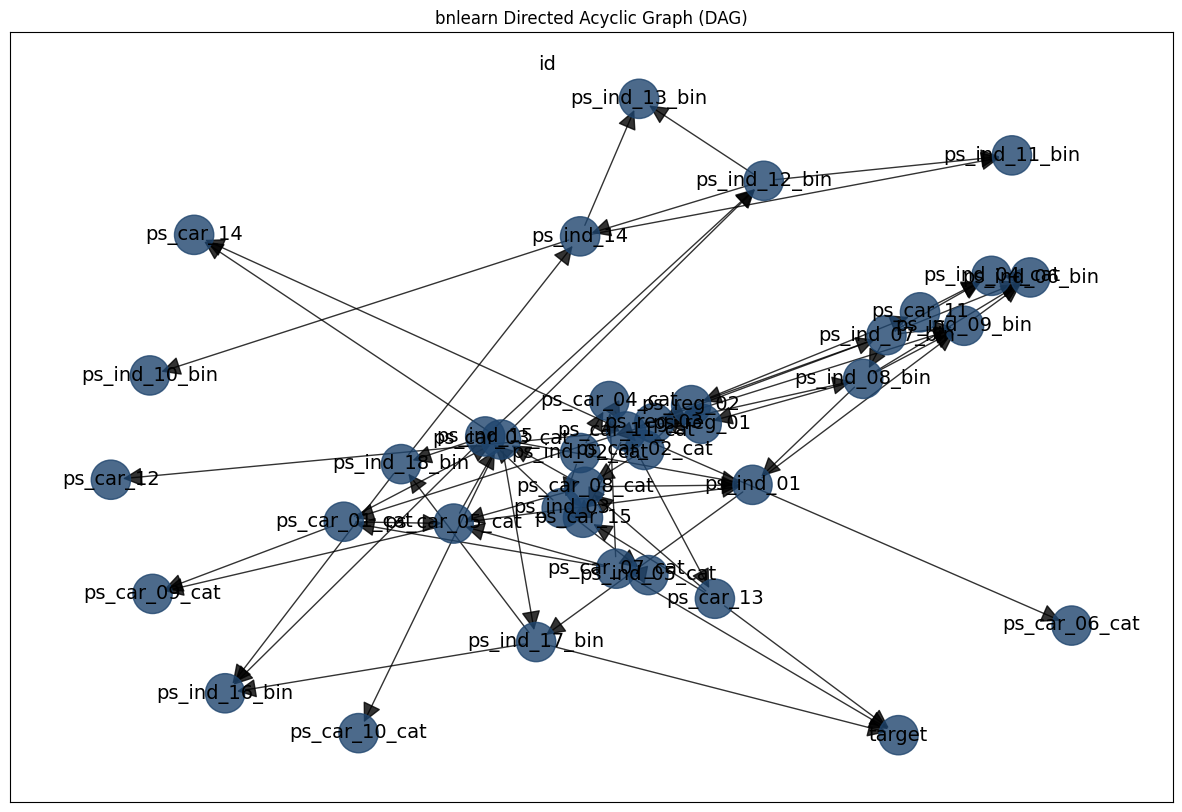 bnlearn Directed Acyclic Graph (DAG)
id
ps_ind_13_bin
ps_ind_11_bin
ps_ind_12_bin
ps_car_14
ps_ind_14
ps_ind_04_cat
ps_ind_06_bin
ps_car_11
ps_ind_09_bin
ps_ind_07_bin
ps_ind_10_bin
ps_ind_08_bin
ps_car_04_cat
ps_reg_02
ps_reg_03
ps_reg_01
ps_car_11_cat
ps_ind_15
ps_car_03_cat
ps_ind_02_cat
ps_car_02_cat
ps_ind_18_bin
ps_car_12
ps_car_08_cat
ps_ind_01
ps_ind_03
ps_car_15
ps_car_01_cat
ps_car_05_cat
ps_car_07_cat
ps_ind_05_cat
ps_car_09_cat
ps_car_13
ps_car_06_cat
ps_ind_17_bin
ps_ind_16_bin
ps_car_10_cat
target